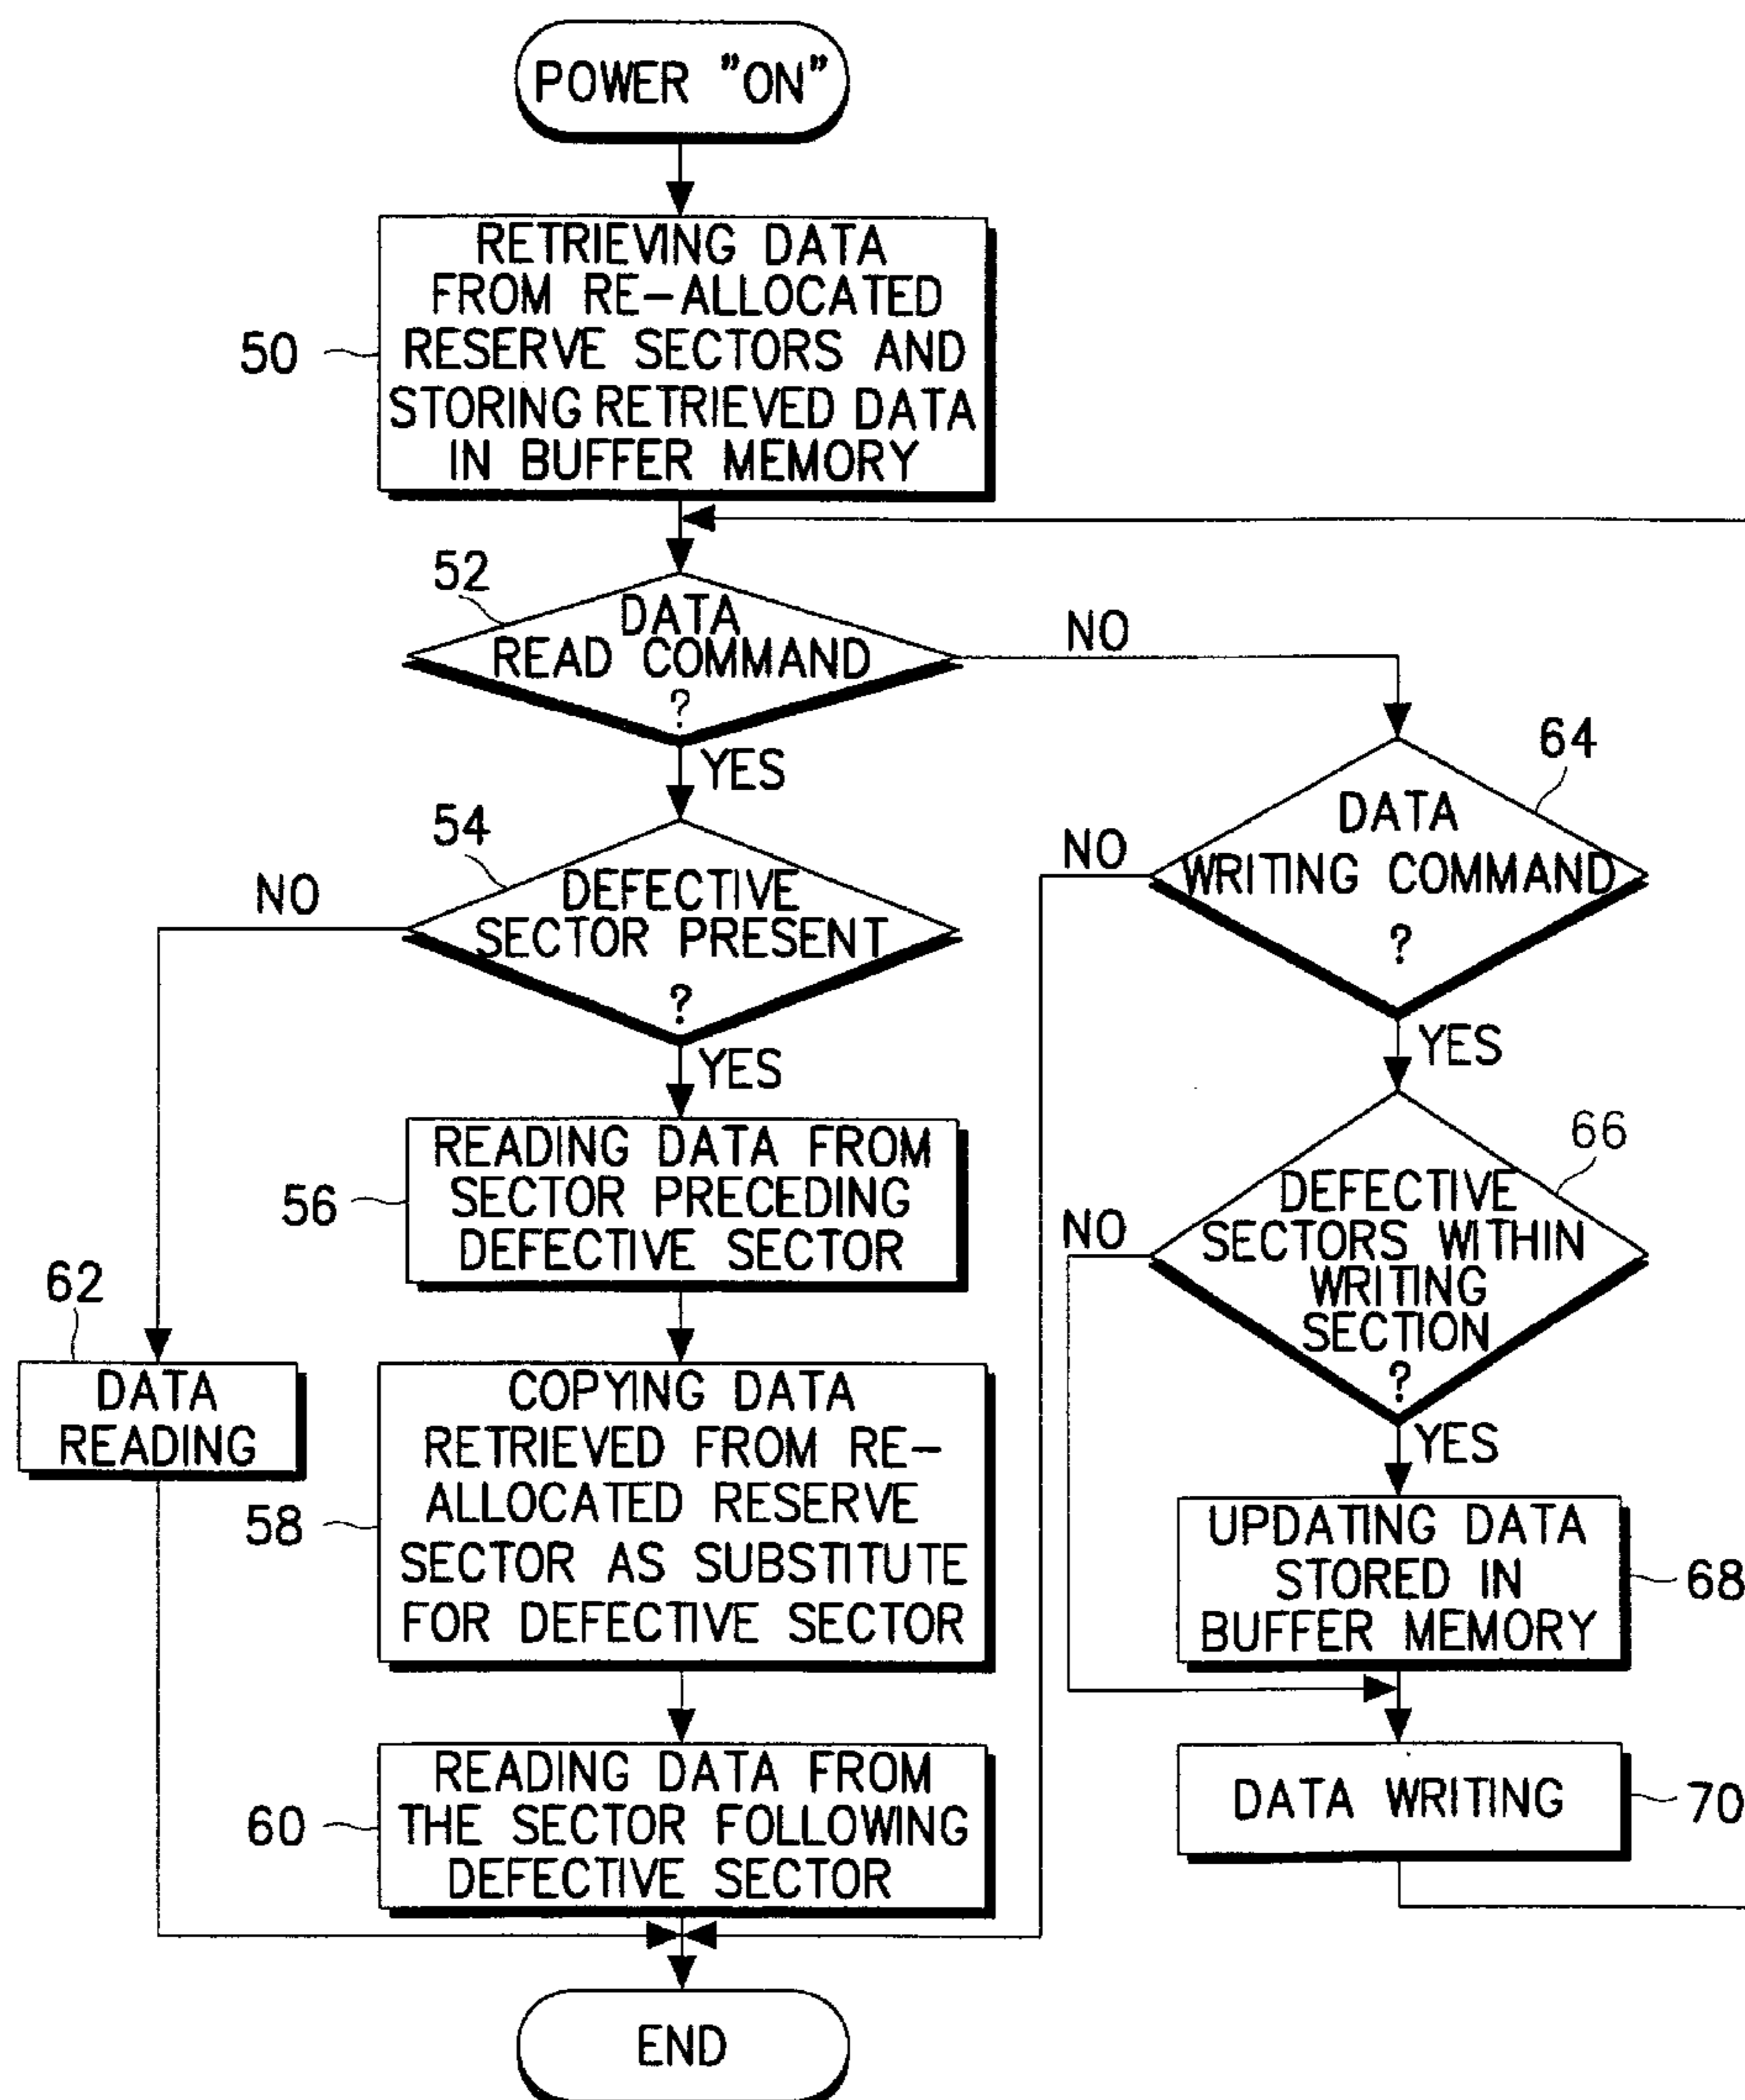 POWER "ON"
RETRIEVING DATA
FROM RE-ALLOCATED
RESERVE SECTORS AND
STORING RETRIEVED DATA
IN BUFFER MEMORY
50
52
DATA
READ COMMAND
?
NO
YES
54
DEFECTIVE
SECTOR PRESENT
?
NO
YES
56
READING DATA FROM
SECTOR PRECEDING
DEFECTIVE SECTOR
62
DATA
READING
58
COPYING DATA
RETRIEVED FROM RE-
ALLOCATED RESERVE
SECTOR AS SUBSTITUTE
FOR DEFECTIVE SECTOR
60
READING DATA FROM
THE SECTOR FOLLOWING
DEFECTIVE SECTOR
END
64
DATA
WRITING COMMAND
?
NO
YES
66
DEFECTIVE
SECTORS WITHIN
WRITING
SECTION
?
NO
YES
UPDATING DATA
STORED IN
BUFFER MEMORY
68
DATA WRITING
70